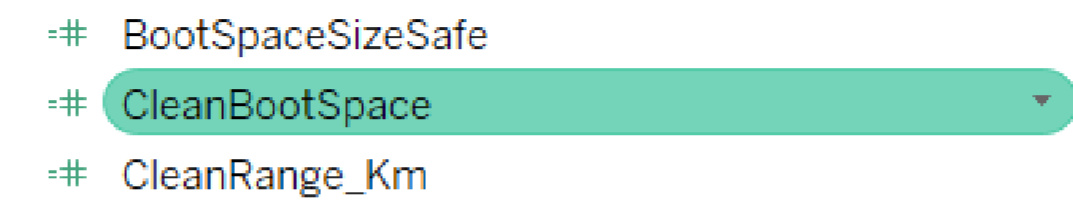 =# BootSpaceSizeSafe
=# CleanBootSpace
=# CleanRange_Km